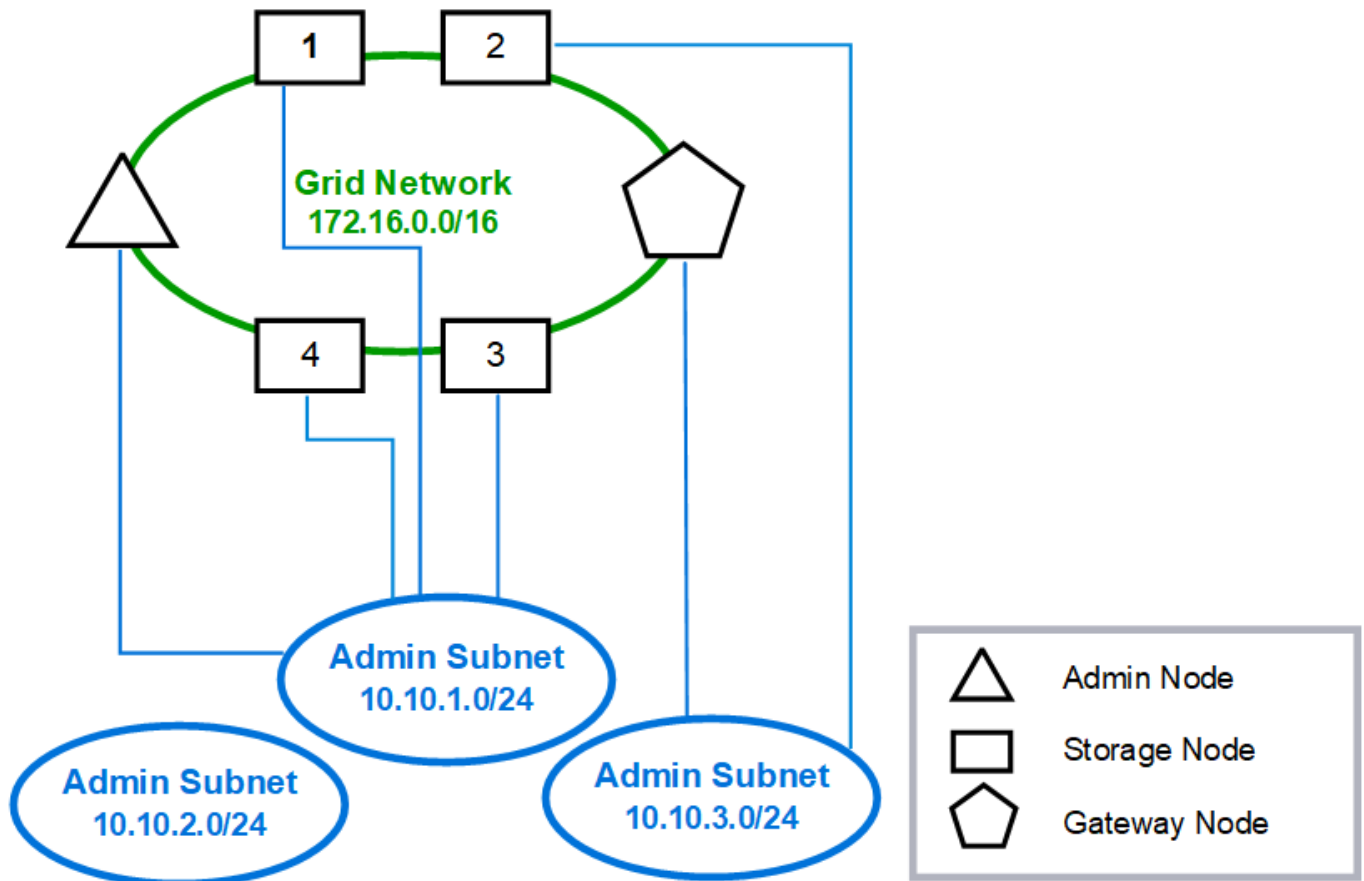 1
2
Grid Network
172.16.0.0/16
4
3
Admin Subnet
10.10.1.0/24
Admin Subnet
10.10.2.0/24
Admin Subnet
10.10.3.0/24
Admin Node
Storage Node
Gateway Node